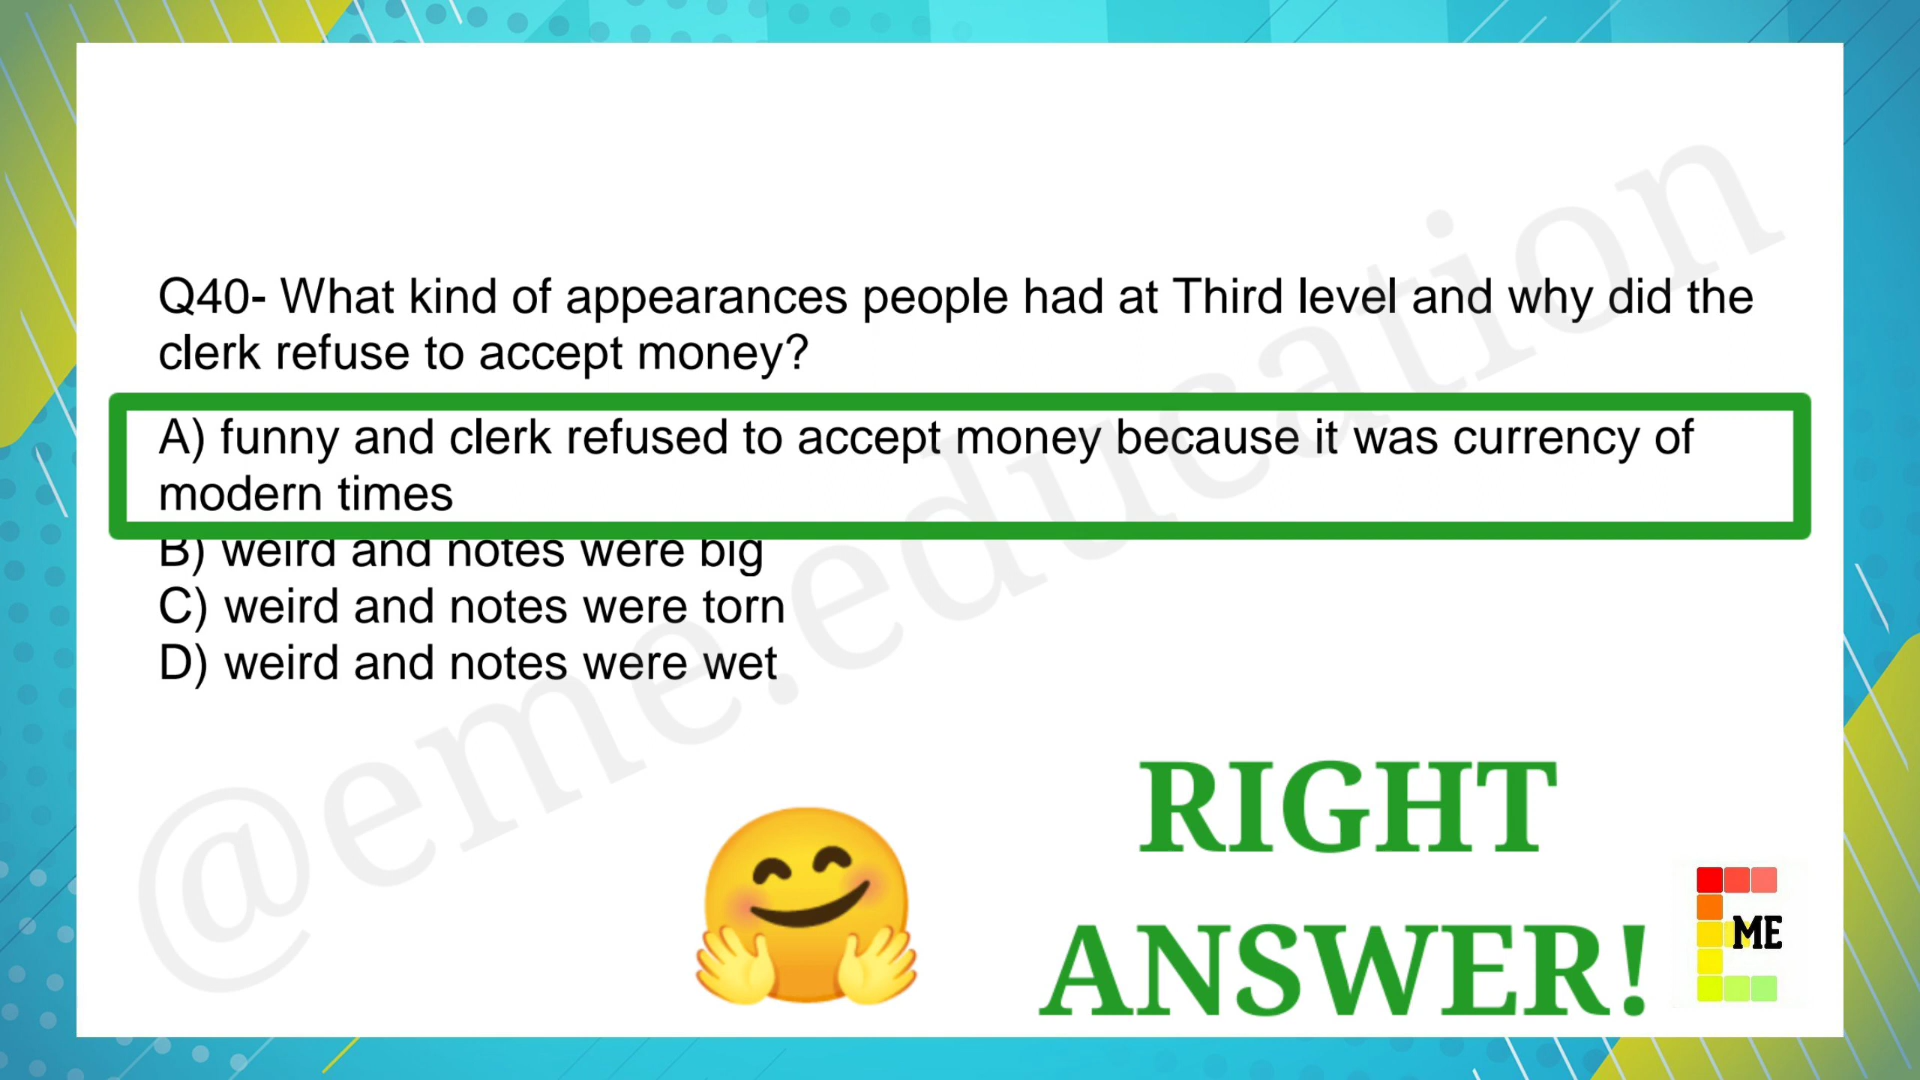 Q40- What kind of appearances people had at Third level and why did the
clerk refuse to accept money?
A) funny and clerk refused to accept money because it was currency of
modern times
B) weird and notes were big
C) weird and notes were torn
D) weird and notes were wet
@eme.education
RIGHT
ANSWER!
ME